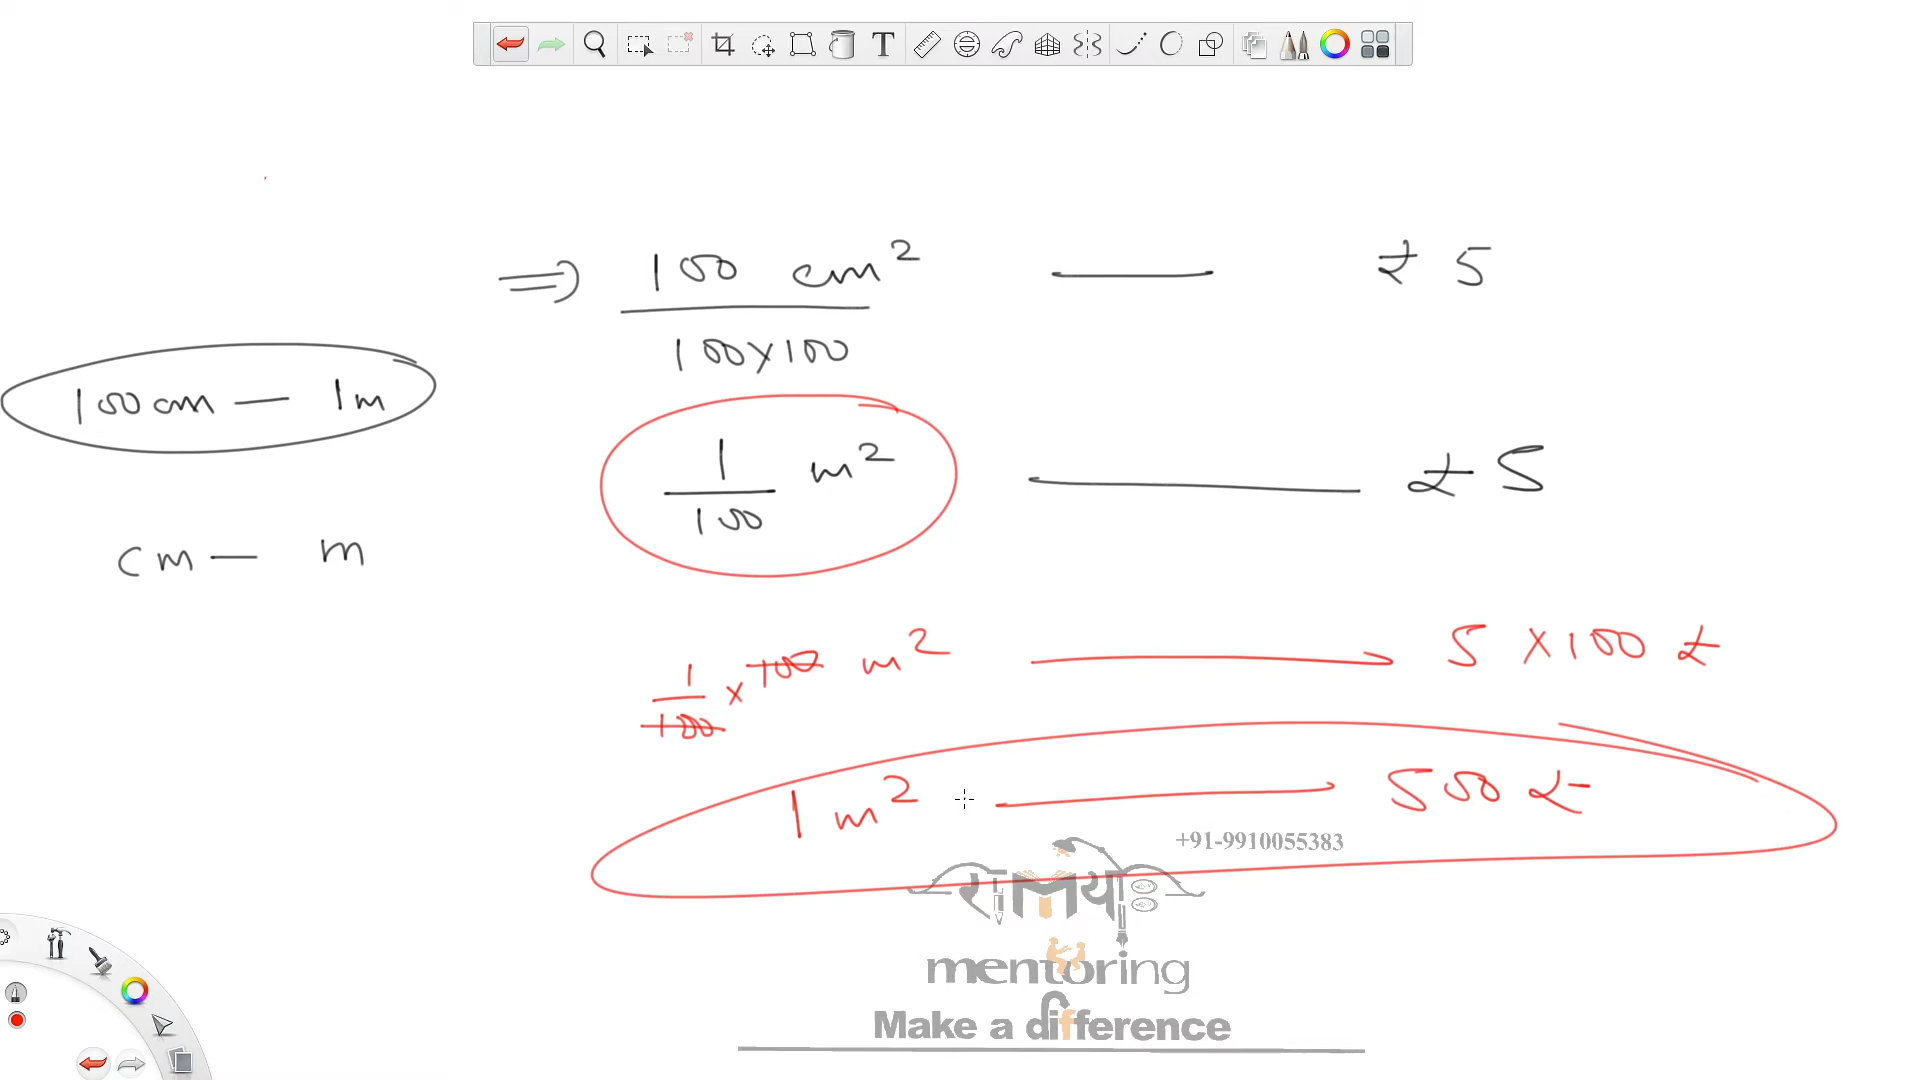 ⇒ 100 cm² — ₹ 5
100×100
100 cm — 1 m
1/100 m² — ₹ 5
cm — m
1/100 × 100 m² — 5 × 100 ₹
1 m² — 500 ₹
+91-9910055383
रामया:
mentoring
Make a difference